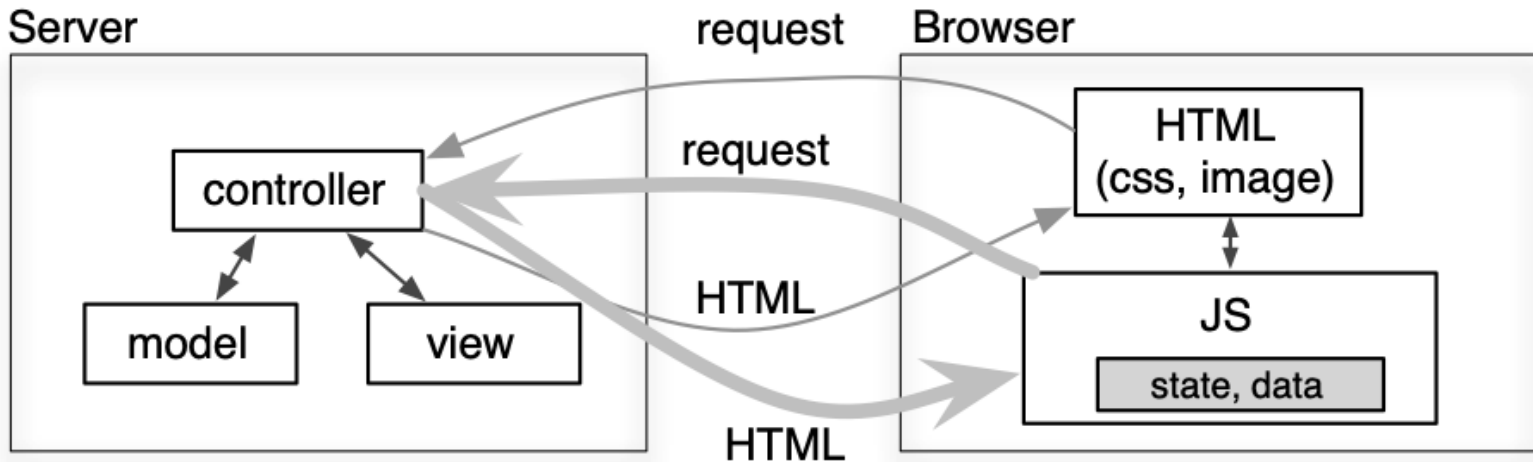 Server
request
Browser
HTML
(css, image)
request
controller
HTML
JS
model
view
state, data
HTML